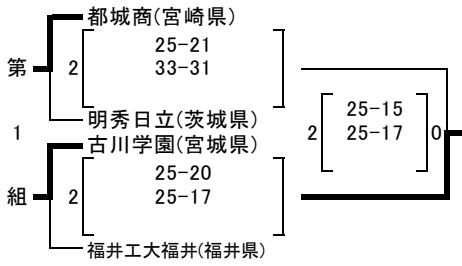 都城商(宮崎県)
25-21
第 2 33-31
明秀日立(茨城県)
25-15
1 2 25-17 0
古川学園(宮城県)
25-20
組 2 25-17
福井工大福井(福井県)